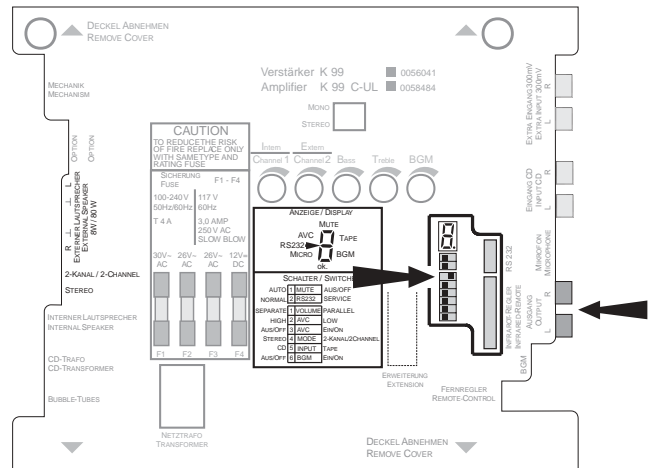 DECKEL ABNEHMEN
REMOVE COVER
MECHANIK
MECHANISM
Verstärker K 99 0056041
Amplifier K 99 C-UL 0058484
MONO
STEREO
EXTRA EINGANG 300mV
EXTRA INPUT 300mV
R
L
OPTION
OPTION
EXTERNER LAUTSPRECHER
EXTERNAL SPEAKER
8W / 80 W
L
R
CAUTION
TO REDUCETHE RISK
OF FIRE REPLACE ONLY
WITH SAMETYPE AND
RATING FUSE
SICHERUNG
FUSE
F1 - F4
100-240V 117 V
50Hz/60Hz 60Hz
T 4 A 3,0 AMP
250 V AC
SLOW BLOW
30V~ 26V~ 26V~ 12V=
AC AC AC DC
F1 F2 F3 F4
Intern Extern
Channel 1 Channel 2 Bass Treble BGM
EINGANG CD
INPUT CD
R
L
ANZEIGE / DISPLAY
MUTE
AVC TAPE
RS232
MICRO BGM
ok.
SCHALTER / SWITCHE
AUTO 1 MUTE AUS/OFF
NORMAL 2 RS232 SERVICE
SEPARATE 1 VOLUME PARALLEL
HIGH 2 AVC LOW
AUS/OFF 3 AVC EIN/ON
STEREO 4 MODE 2-KANAL/2CHANNEL
CD 5 INPUT TAPE
AUS/OFF 6 BGM EIN/ON
RS 232
MIKROFON
MICROPHONE
INFRAROT-REGLER
INFRARED-REMOTE
AUSGANG
OUTPUT
R
L
BGM
2-KANAL / 2-CHANNEL
STEREO
INTERNER LAUTSPRECHER
INTERNAL SPEAKER
CD-TRAFO
CD-TRANSFORMER
BUBBLE-TUBES
ERWEITERUNG
EXTENSION
FERNREGLER
REMOTE-CONTROL
NETZTRAFO
TRANSFORMER
DECKEL ABNEHMEN
REMOVE COVER